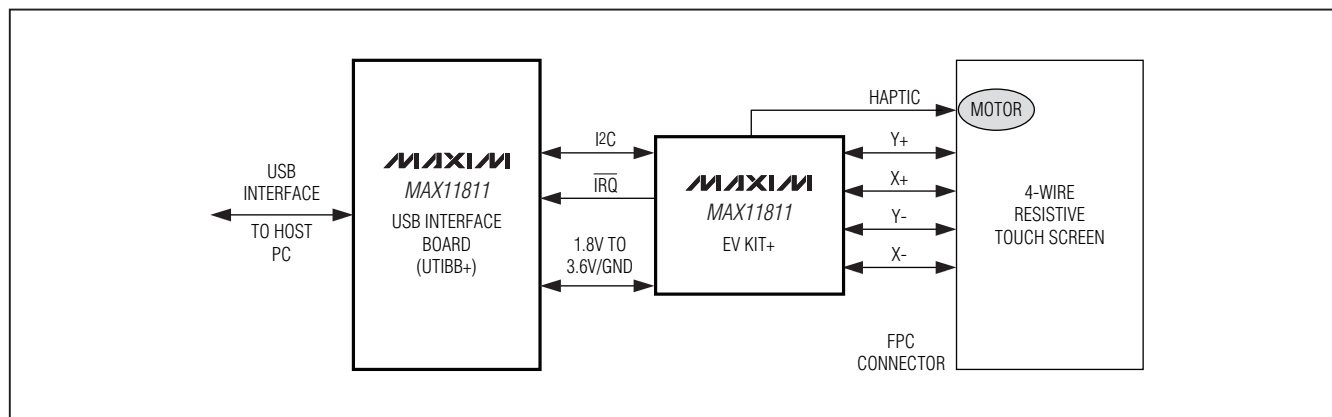 USB
INTERFACE
TO HOST
PC
MAXIM
MAX11811
USB INTERFACE
BOARD
(UTIBB+)
I2C
IRQ
1.8V TO
3.6V/GND
MAXIM
MAX11811
EV KIT+
HAPTIC
Y+
X+
Y-
X-
MOTOR
4-WIRE
RESISTIVE
TOUCH SCREEN
FPC
CONNECTOR